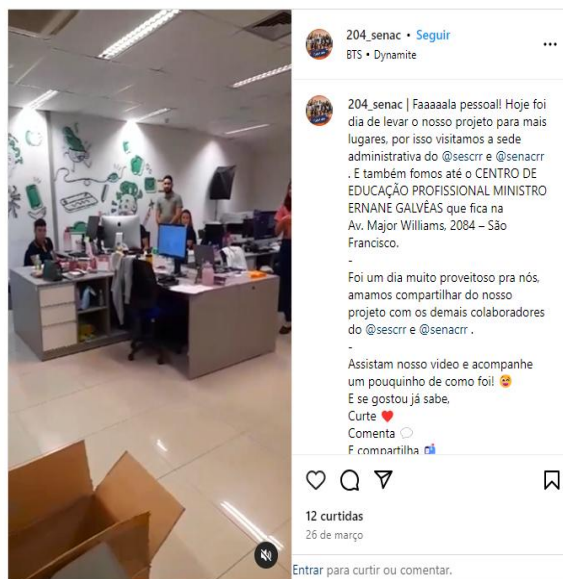 204_senac • Seguir
BTS • Dynamite
204_senac | Faaaaala pessoal! Hoje foi
dia de levar o nosso projeto para mais
lugares, por isso visitamos a sede
administrativa do @sescrr e @senacrr
. E também fomos até o CENTRO DE
EDUCAÇÃO PROFISSIONAL MINISTRO
ERNANE GALVÊAS que fica na
Av. Major Williams, 2084 – São
Francisco.
-
Foi um dia muito proveitoso pra nós,
amamos compartilhar do nosso
projeto com os demais colaboradores
do @sescrr e @senacrr .
-
Assistam nosso video e acompanhe
um pouquinho de como foi! 😜
E se gostou já sabe,
Curte ❤️
Comenta 💬
E compartilha 📬
12 curtidas
26 de março
Entrar para curtir ou comentar.